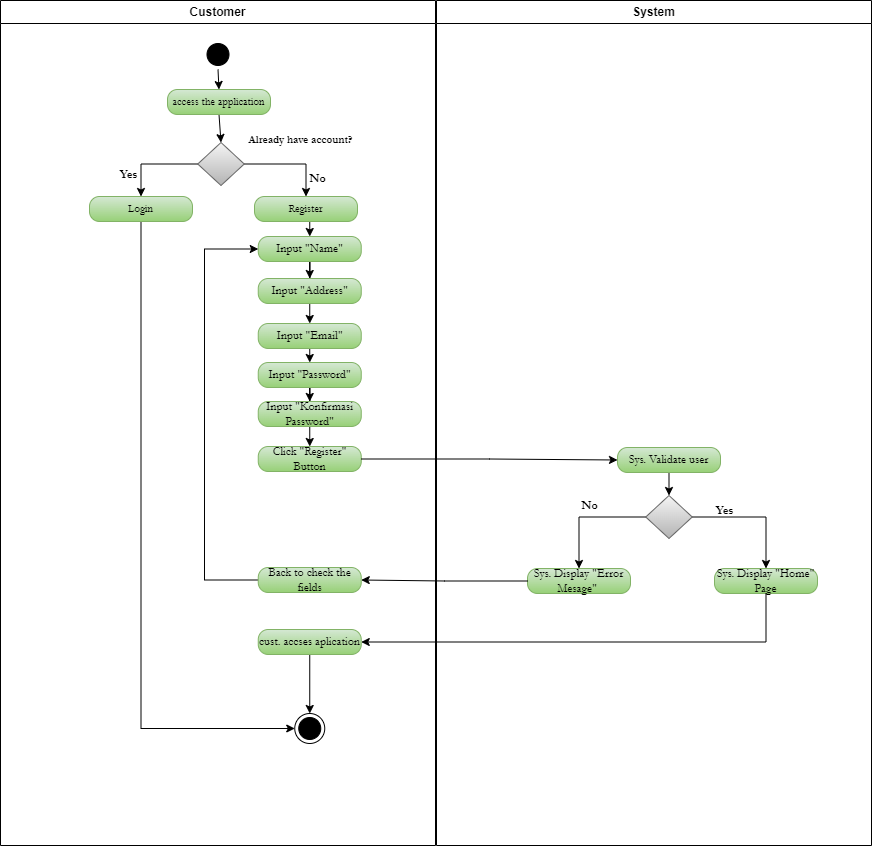 Customer
System
access the application
Already have account?
Yes
No
Login
Register
Input "Name"
Input "Address"
Input "Email"
Input "Password"
Input "Konfirmasi
Password"
Click "Register"
Button
Sys. Validate user
No
Yes
Back to check the
fields
Sys. Display "Error
Mesage"
Sys. Display "Home"
Page
cust. accses aplication